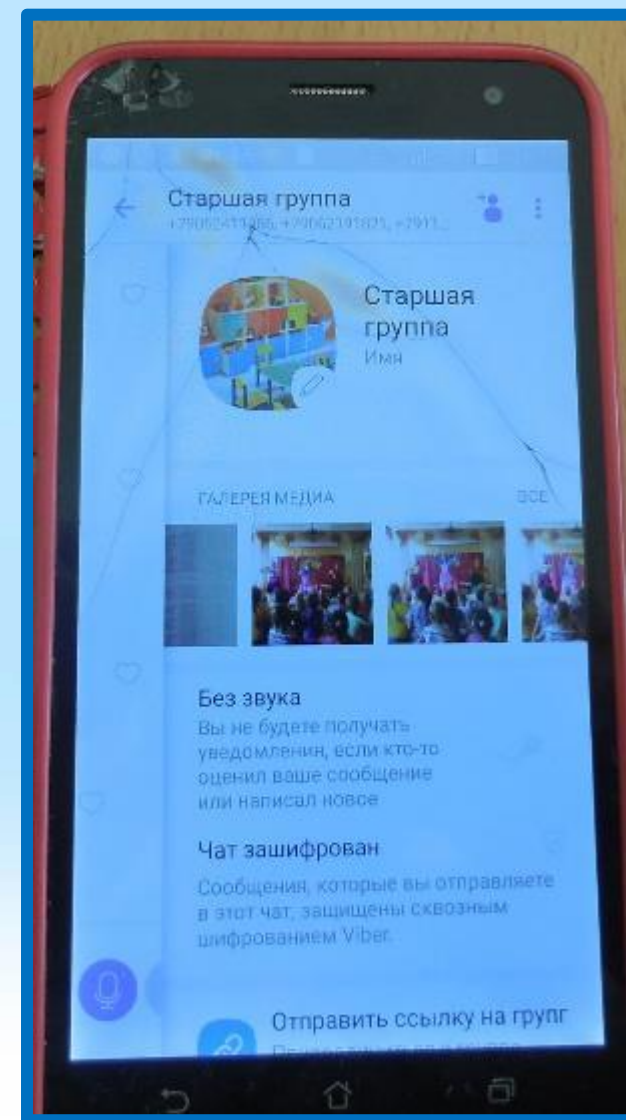 Старшая группа
Старшая
группа
Имя
ГАЛЕРЕЯ МЕДИА
ВСЕ
Без звука
Вы не будете получать
уведомления, если кто-то
оценил ваше сообщение
или написал новое
Чат зашифрован
Сообщения, которые вы отправляете
в этот чат, защищены сквозным
шифрованием Viber.
Отправить ссылку на групп